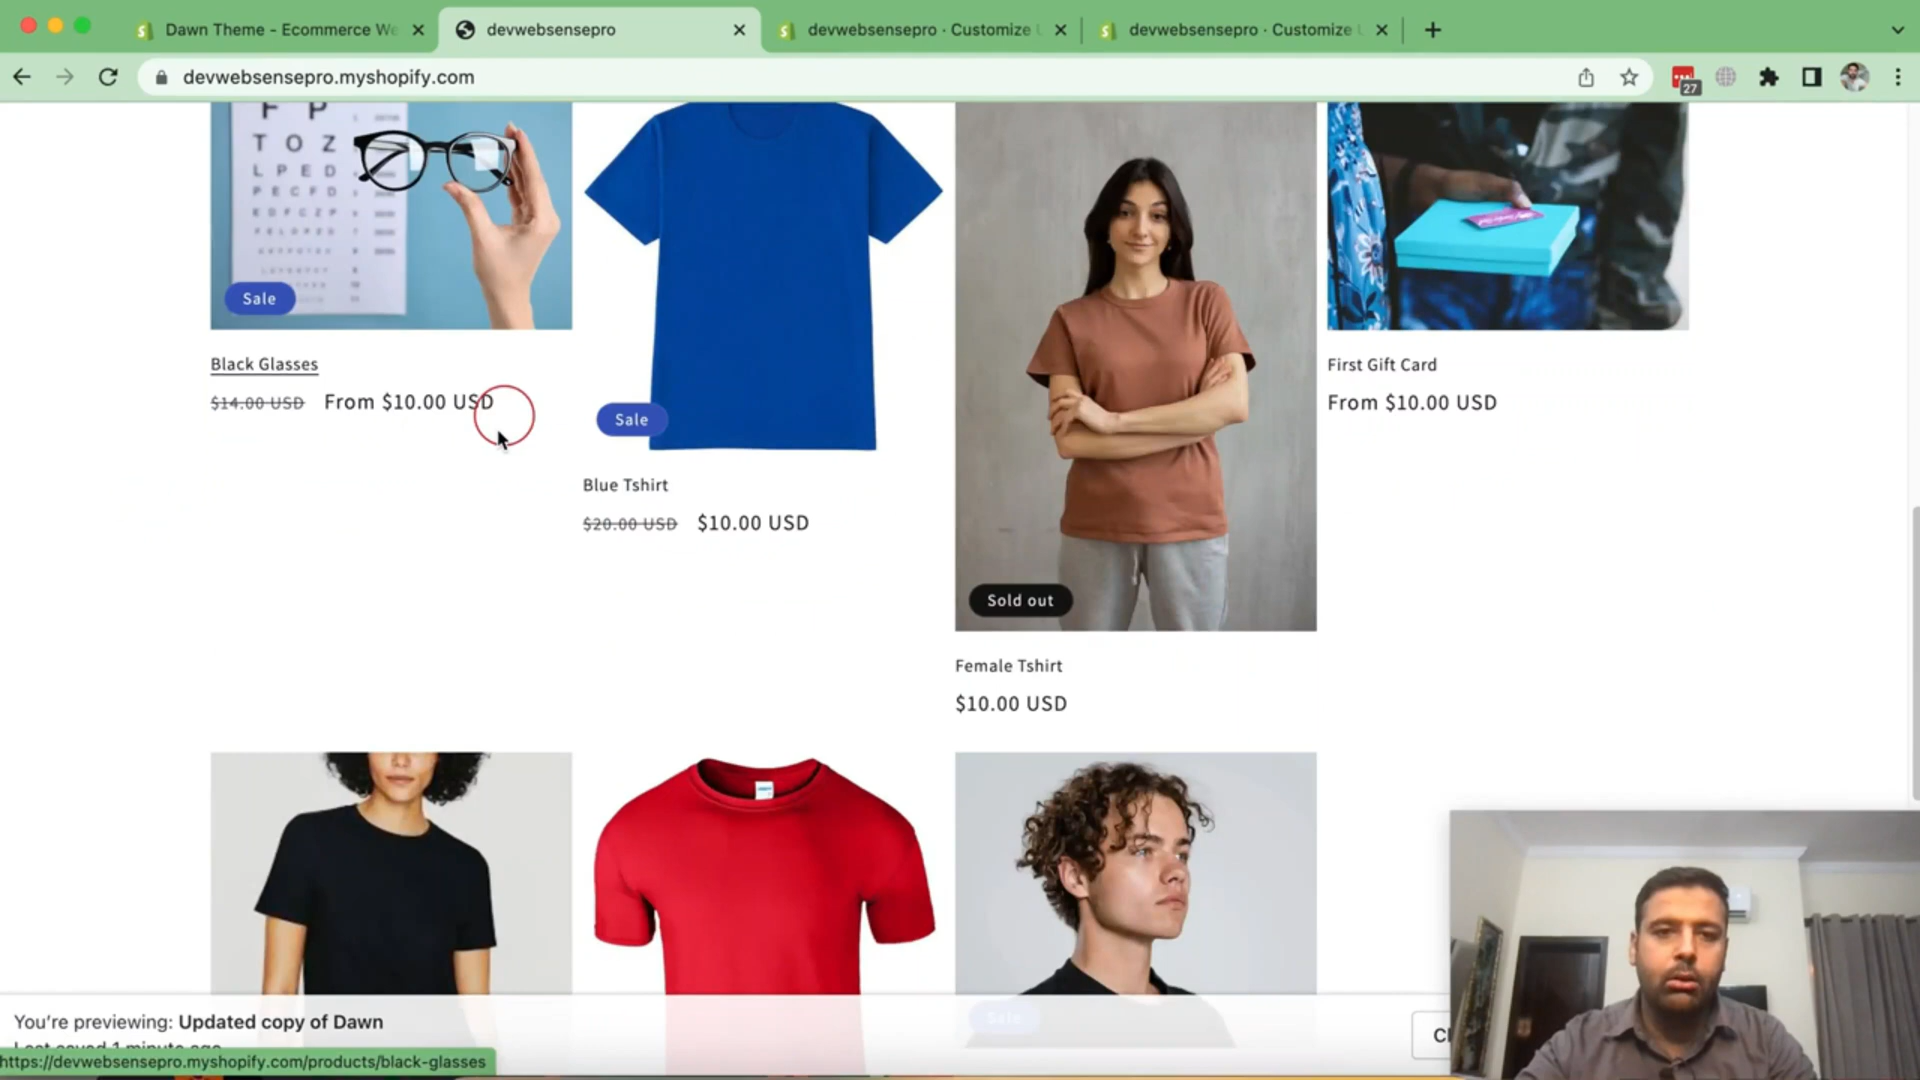 Dawn Theme - Ecommerce We
devwebsensepro
devwebsensepro · Customize
devwebsensepro · Customize
devwebsensepro.myshopify.com
27
F P
T O Z
L P E D
P E C F D
E D F C Z P
F E L O P Z D
Sale
Black Glasses
$14.00 USD From $10.00 USD
Sale
Blue Tshirt
$20.00 USD $10.00 USD
Sold out
Female Tshirt
$10.00 USD
First Gift Card
From $10.00 USD
Sale
You're previewing: Updated copy of Dawn
Last saved 1 minute ago
https://devwebsensepro.myshopify.com/products/black-glasses